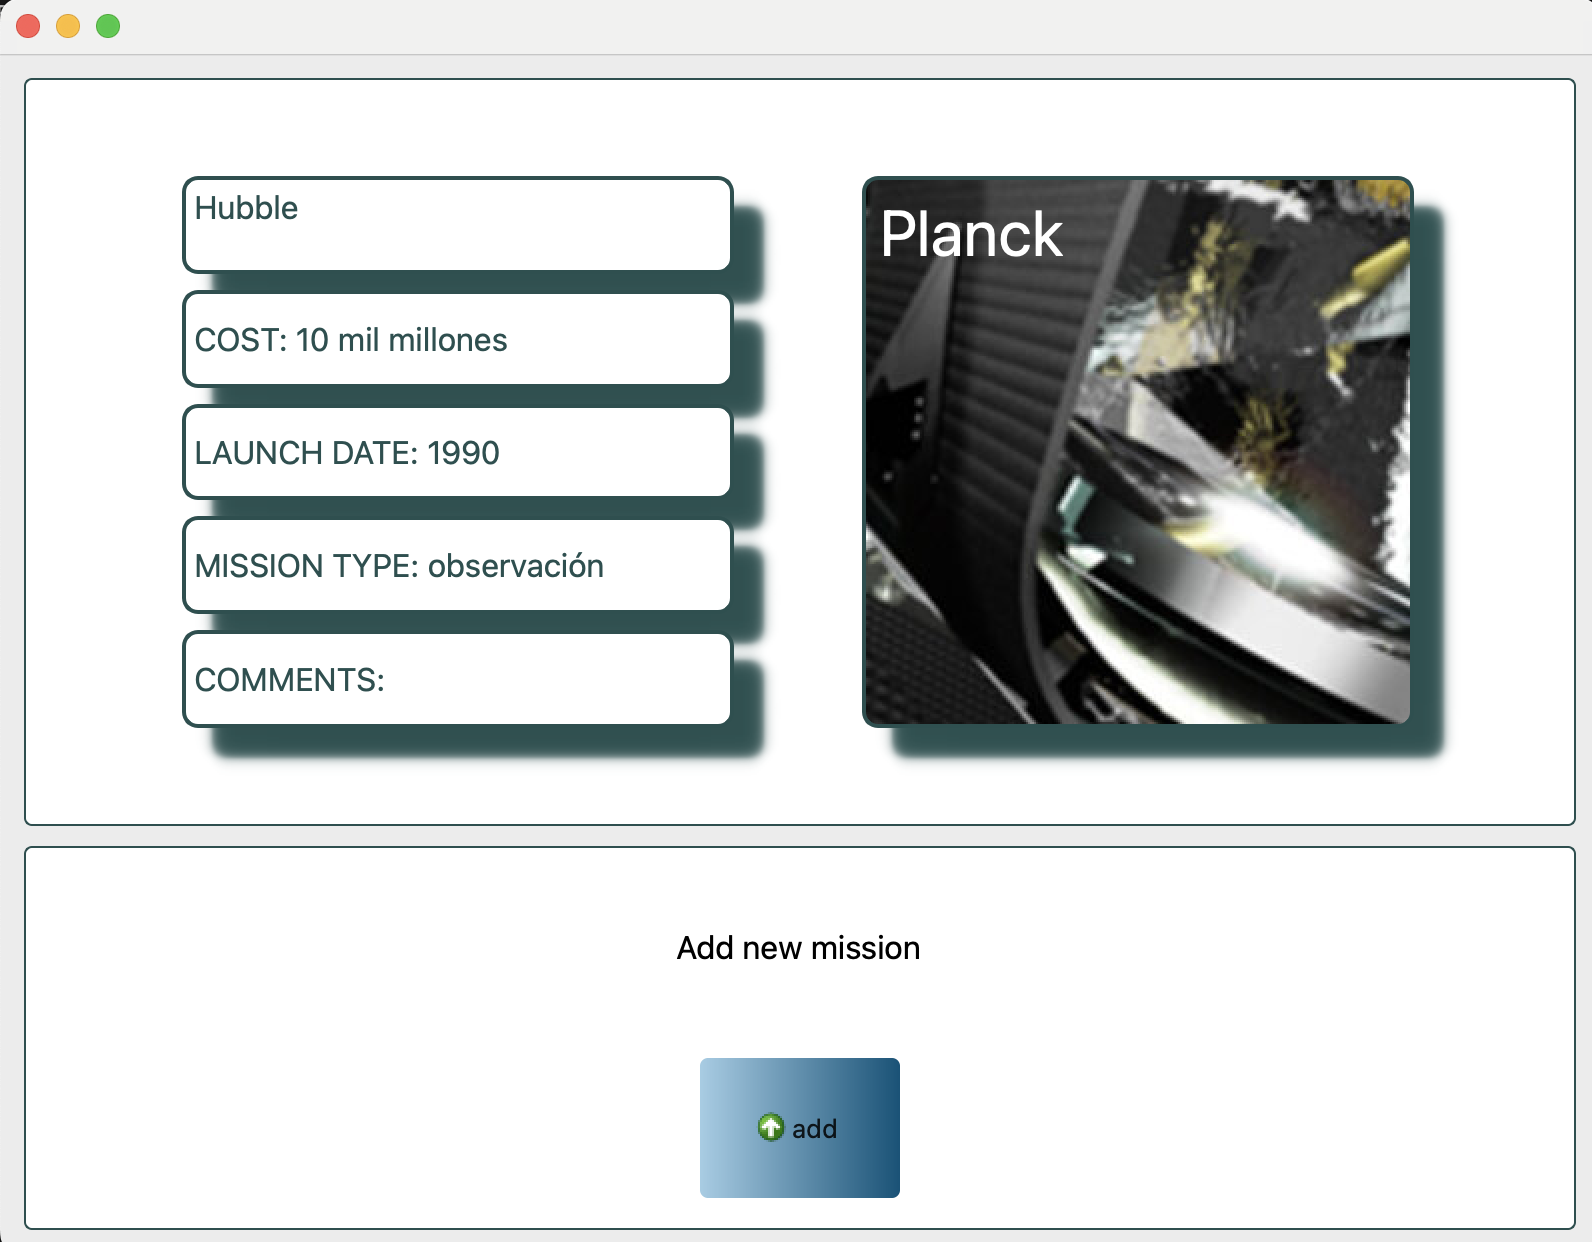 Hubble
COST: 10 mil millones
LAUNCH DATE: 1990
MISSION TYPE: observación
COMMENTS:
Planck
Add new mission
add